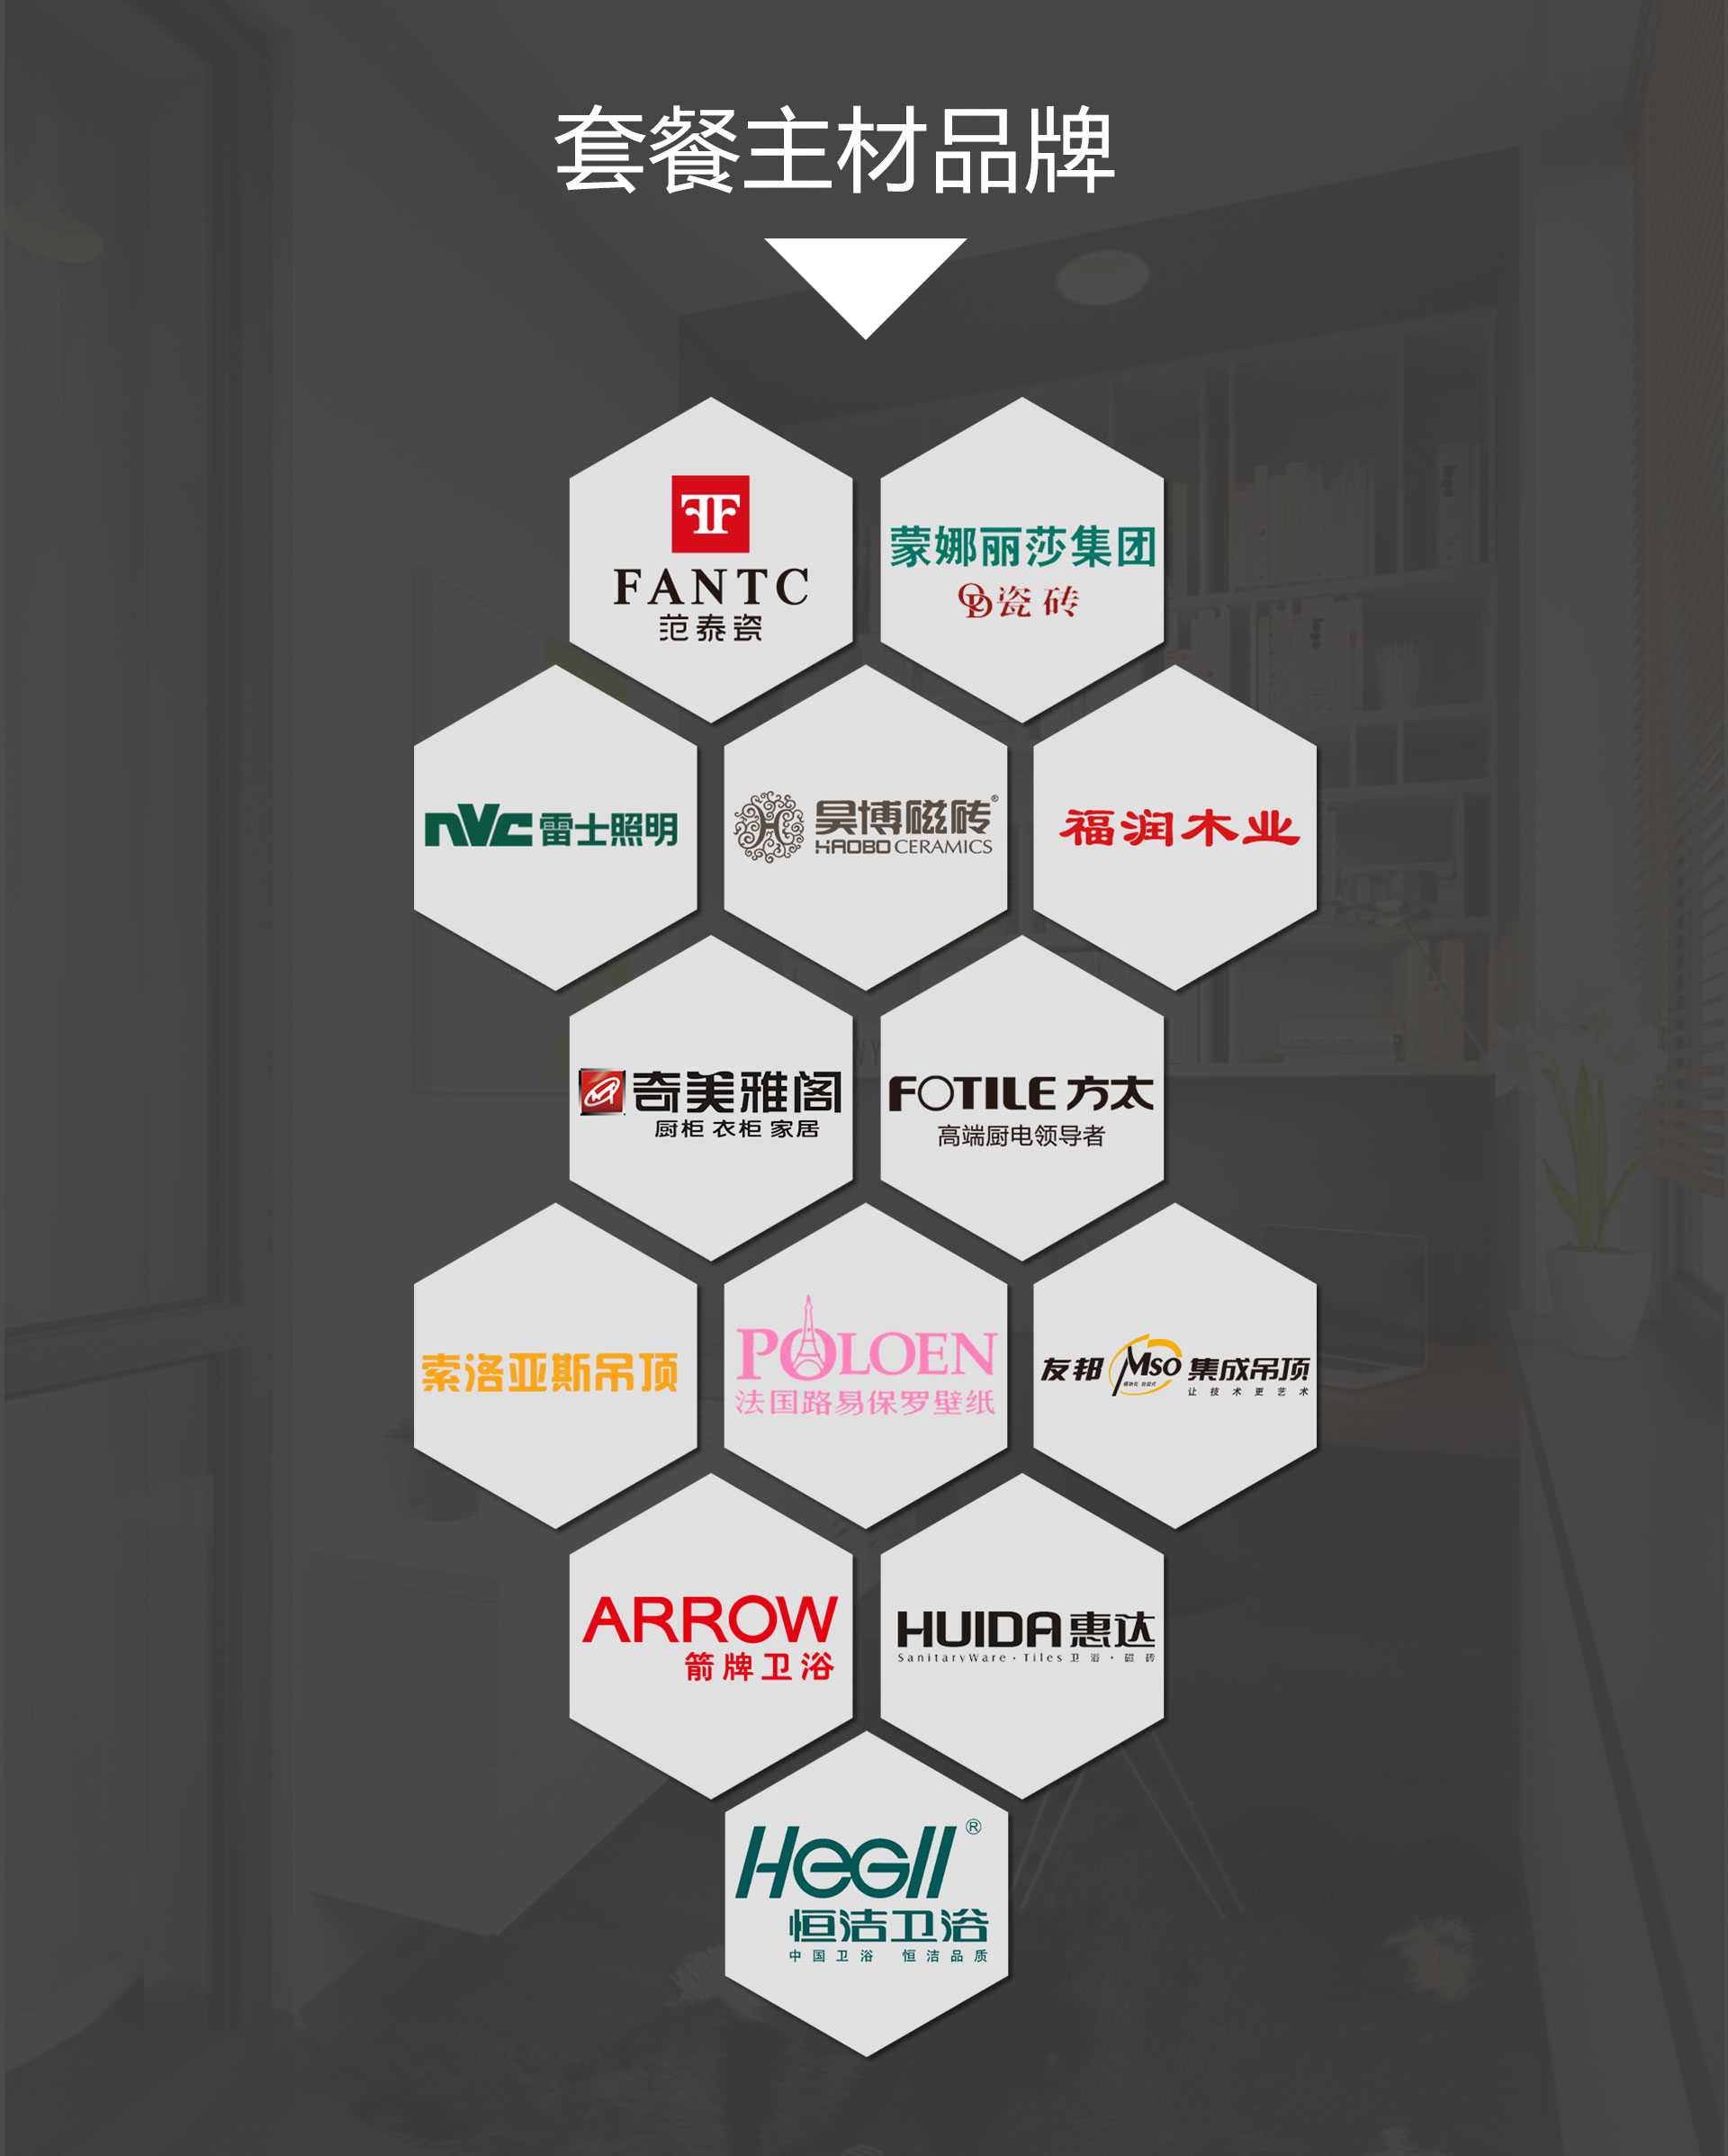 套餐主材品牌
FANTC
范泰瓷
蒙娜丽莎集团
QD瓷砖
nvc 雷士照明
昊博磁砖®
HAOBO CERAMICS
福润木业
奇美雅阁
厨柜 衣柜 家居
FOTILE 方太
高端厨电领导者
索洛亚斯吊顶
POLOEN
法国路易保罗壁纸
友邦 MSO 集成吊顶
让技术更艺术
ARROW
箭牌卫浴
HUIDA 惠达
SanitaryWare·Tiles 卫浴·磁砖
HeGII®
恒洁卫浴
中国卫浴 恒洁品质